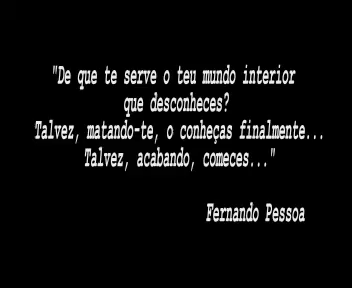 "De que te serve o teu mundo interior
que desconheces?
Talvez, matando-te, o conheças finalmente...
Talvez, acabando, comeces..."
Fernando Pessoa